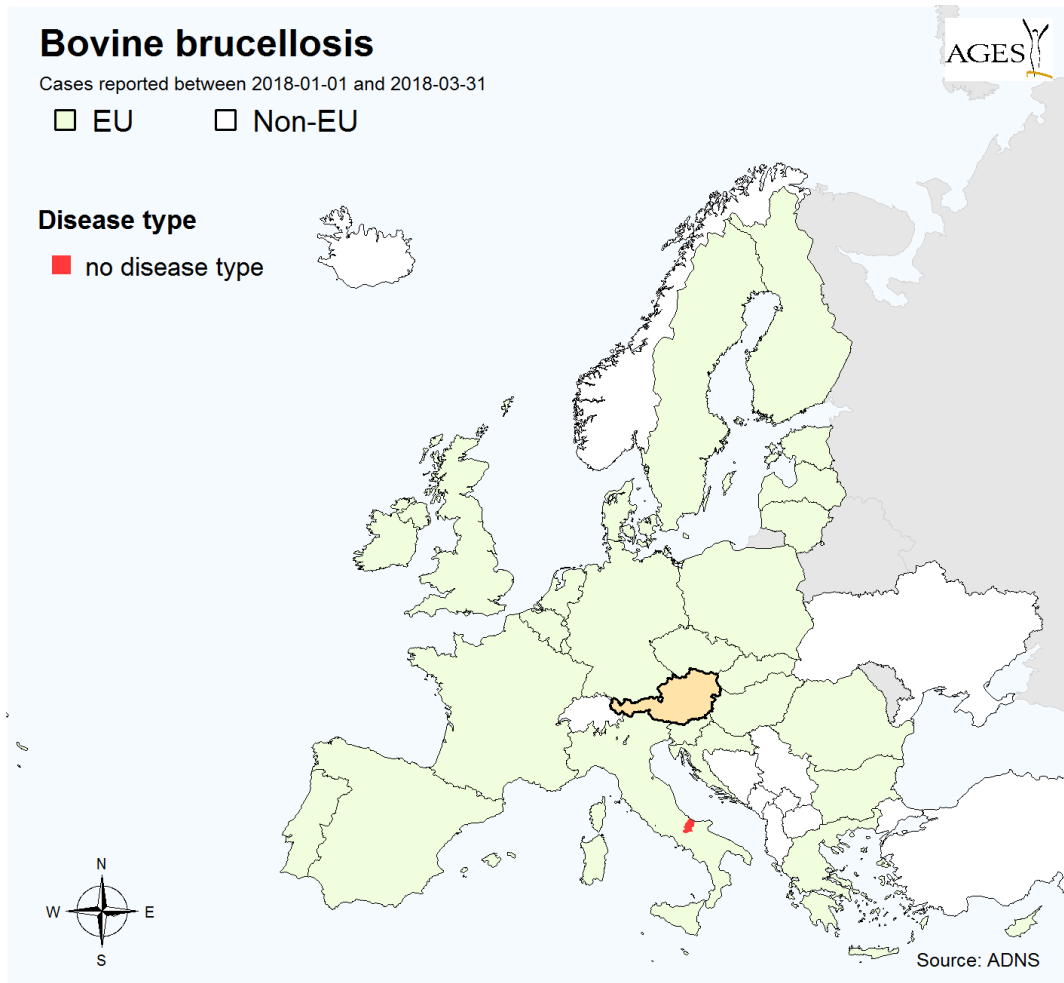 Bovine brucellosis
Cases reported between 2018-01-01 and 2018-03-31
EU
Non-EU
AGES
Disease type
no disease type
N
W
E
S
Source: ADNS